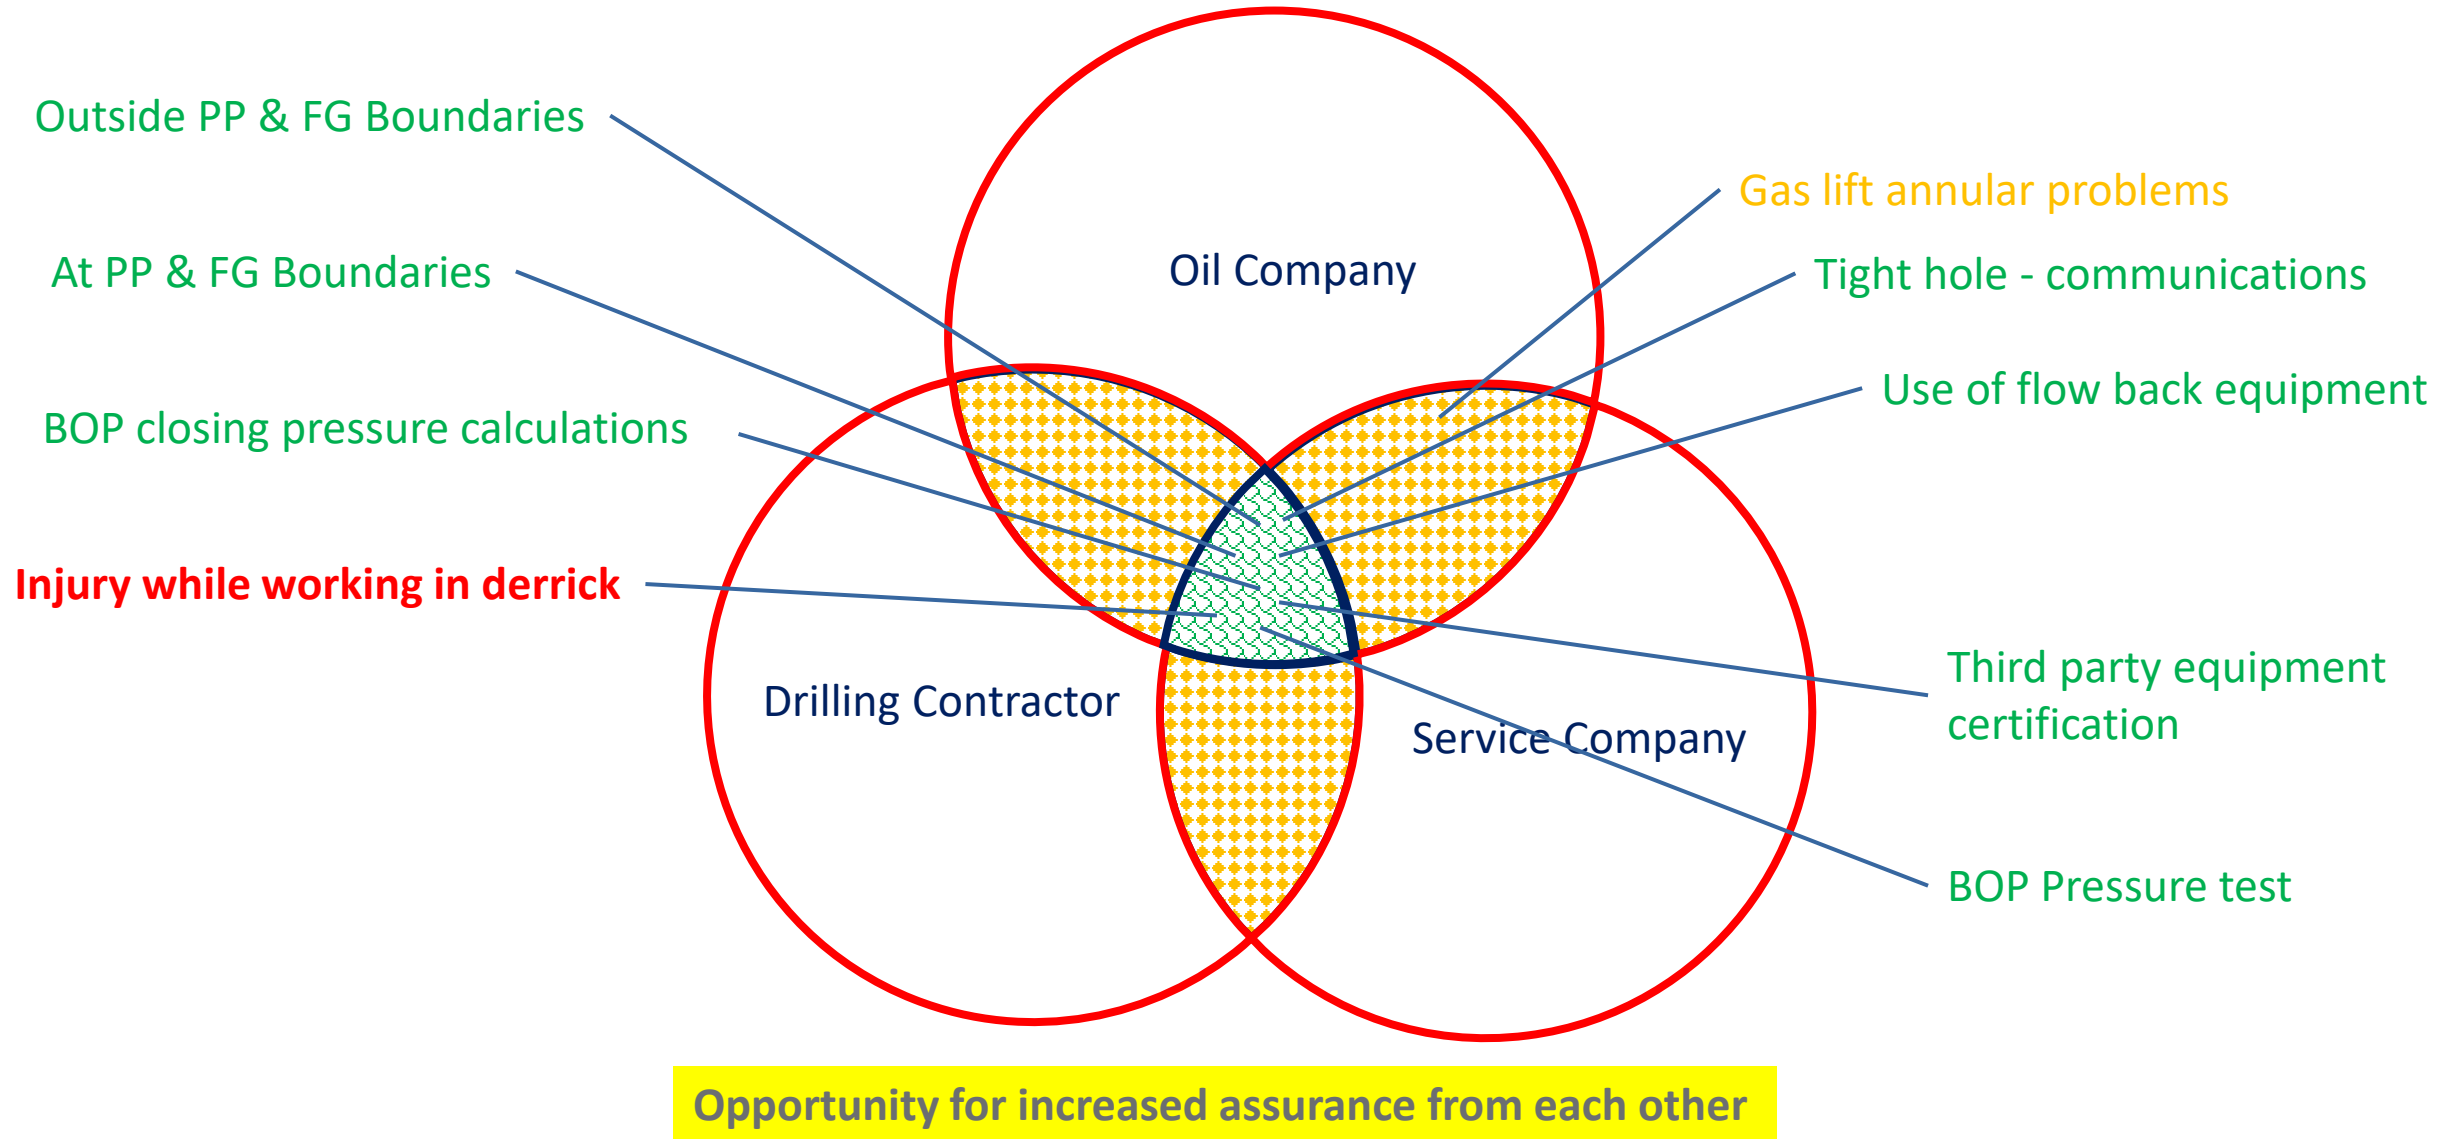 Outside PP & FG Boundaries
At PP & FG Boundaries
BOP closing pressure calculations
Injury while working in derrick
Oil Company
Drilling Contractor
Service Company
Gas lift annular problems
Tight hole - communications
Use of flow back equipment
Third party equipment
certification
BOP Pressure test
Opportunity for increased assurance from each other